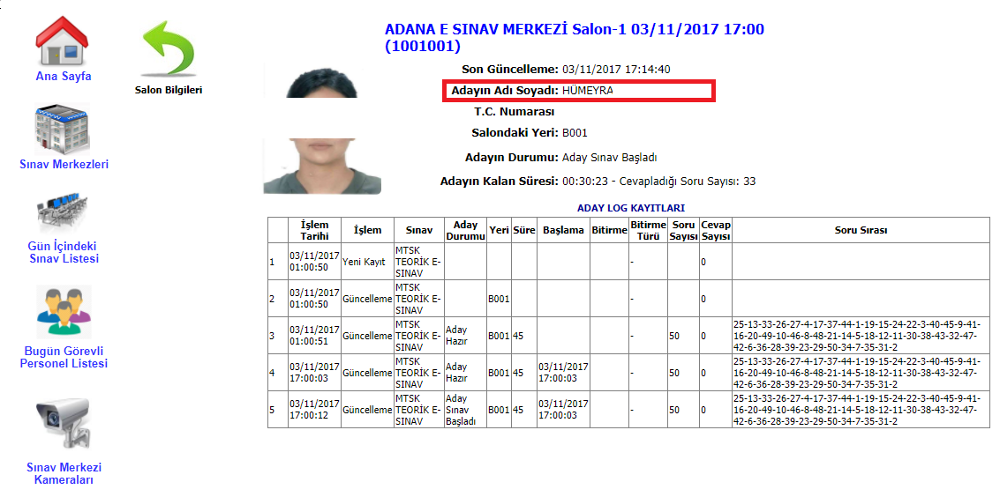 Ana Sayfa
Sınav Merkezleri
Gün İçindeki
Sınav Listesi
Bugün Görevli
Personel Listesi
Sınav Merkezi
Kameraları
Salon Bilgileri
ADANA E SINAV MERKEZİ Salon-1 03/11/2017 17:00
(1001001)
Son Güncelleme: 03/11/2017 17:14:40
Adayın Adı Soyadı: HÜMEYRA
T.C. Numarası
Salondaki Yeri: B001
Adayın Durumu: Aday Sınav Başladı
Adayın Kalan Süresi: 00:30:23 - Cevapladığı Soru Sayısı: 33
ADAY LOG KAYITLARI
İşlem Tarihi İşlem Sınav Aday Durumu Yeri Süre Başlama Bitirme Bitirme Türü Soru Sayısı Cevap Sayısı Soru Sırası
1 03/11/2017 01:00:50 Yeni Kayıt MTSK TEORİK E-SINAV - 0
2 03/11/2017 01:00:50 Güncelleme MTSK TEORİK E-SINAV B001 - 0
3 03/11/2017 01:00:51 Güncelleme MTSK TEORİK E-SINAV Aday Hazır B001 45 - 50 0 25-13-33-26-27-4-17-37-44-1-19-15-24-22-3-40-45-9-41-16-20-49-10-46-8-48-21-14-5-18-12-11-30-38-43-32-47-42-6-36-28-39-23-29-50-34-7-35-31-2
4 03/11/2017 17:00:03 Güncelleme MTSK TEORİK E-SINAV Aday Hazır B001 45 03/11/2017 17:00:03 - 50 0 25-13-33-26-27-4-17-37-44-1-19-15-24-22-3-40-45-9-41-16-20-49-10-46-8-48-21-14-5-18-12-11-30-38-43-32-47-42-6-36-28-39-23-29-50-34-7-35-31-2
5 03/11/2017 17:00:12 Güncelleme MTSK TEORİK E-SINAV Aday Sınav Başladı B001 45 03/11/2017 17:00:03 - 50 0 25-13-33-26-27-4-17-37-44-1-19-15-24-22-3-40-45-9-41-16-20-49-10-46-8-48-21-14-5-18-12-11-30-38-43-32-47-42-6-36-28-39-23-29-50-34-7-35-31-2